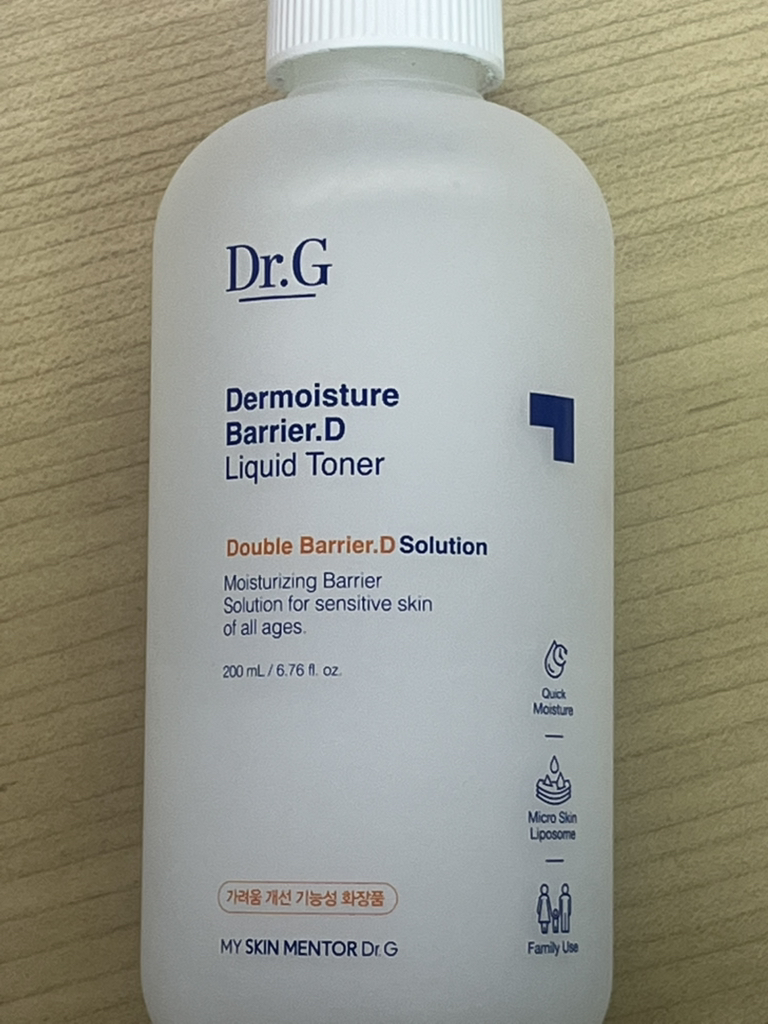 Dr.G
Dermoisture
Barrier.D
Liquid Toner
Double Barrier.D Solution
Moisturizing Barrier
Solution for sensitive skin
of all ages.
200 mL / 6.76 fl. oz.
Quick
Moisture
Micro Skin
Liposome
Family Use
가려움 개선 기능성 화장품
MY SKIN MENTOR Dr.G